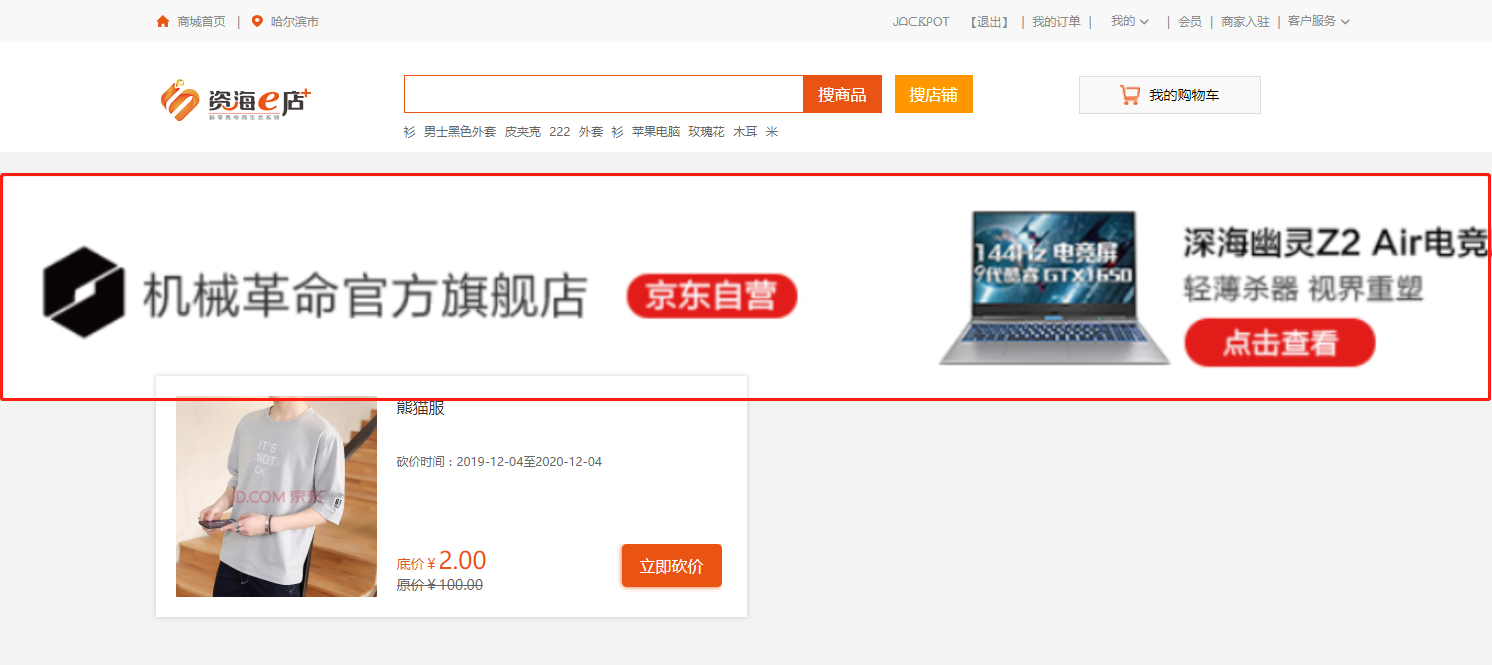 商城首页 | 哈尔滨市
JACKPOT 【退出】 | 我的订单 | 我的 | 会员 | 商家入驻 | 客户服务
资海e店+
新零售电商生态系统
搜商品 搜店铺
我的购物车
衫 男士黑色外套 皮夹克 222 外套 衫 苹果电脑 玫瑰花 木耳 米
机械革命官方旗舰店 京东自营
144Hz 电竞屏
9代酷睿 GTX1650
深海幽灵Z2 Air电竞
轻薄杀器 视界重塑
点击查看
熊猫服
砍价时间：2019-12-04至2020-12-04
IT'S
NOT
OK
JD.COM 京东
底价￥2.00
原价￥100.00
立即砍价